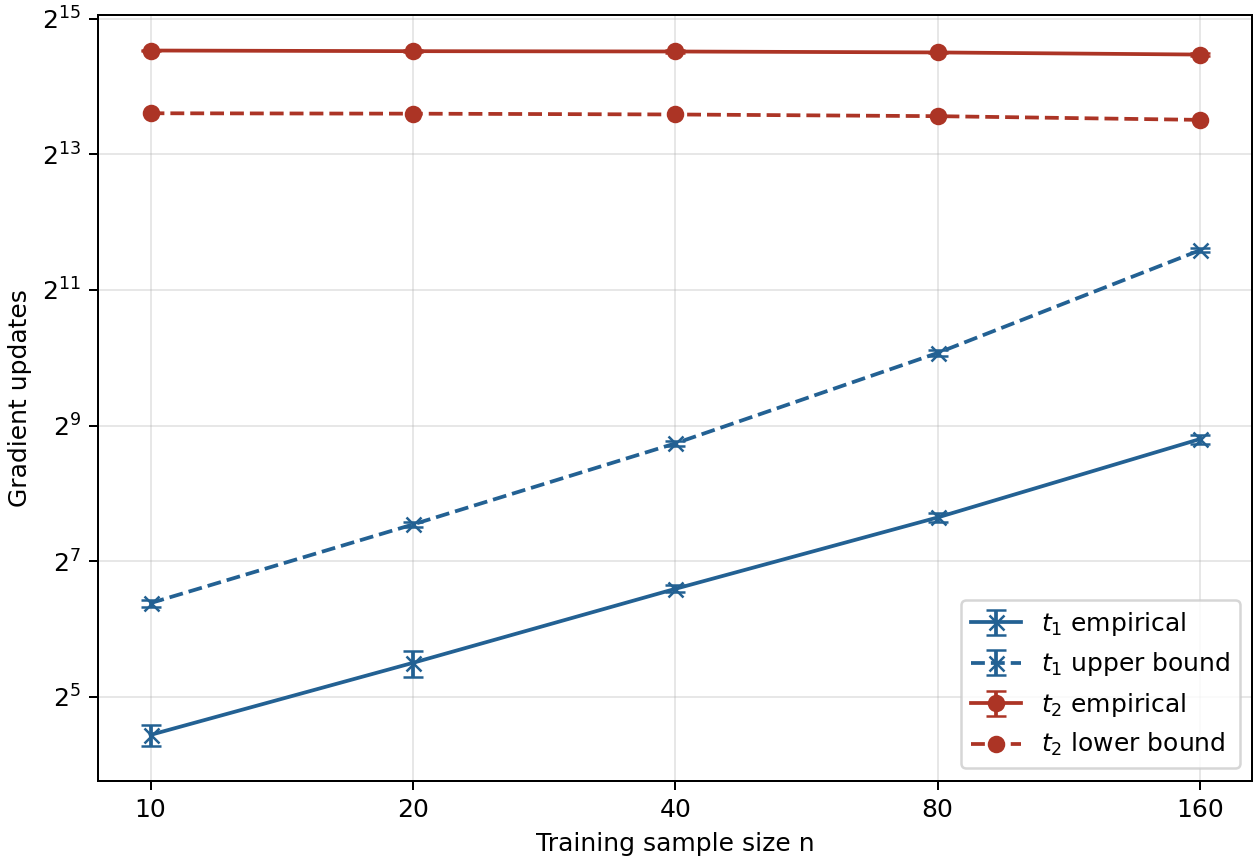 2^15
2^13
2^11
2^9
2^7
2^5
Gradient updates
10 20 40 80 160
Training sample size n
t_1 empirical
t_1 upper bound
t_2 empirical
t_2 lower bound